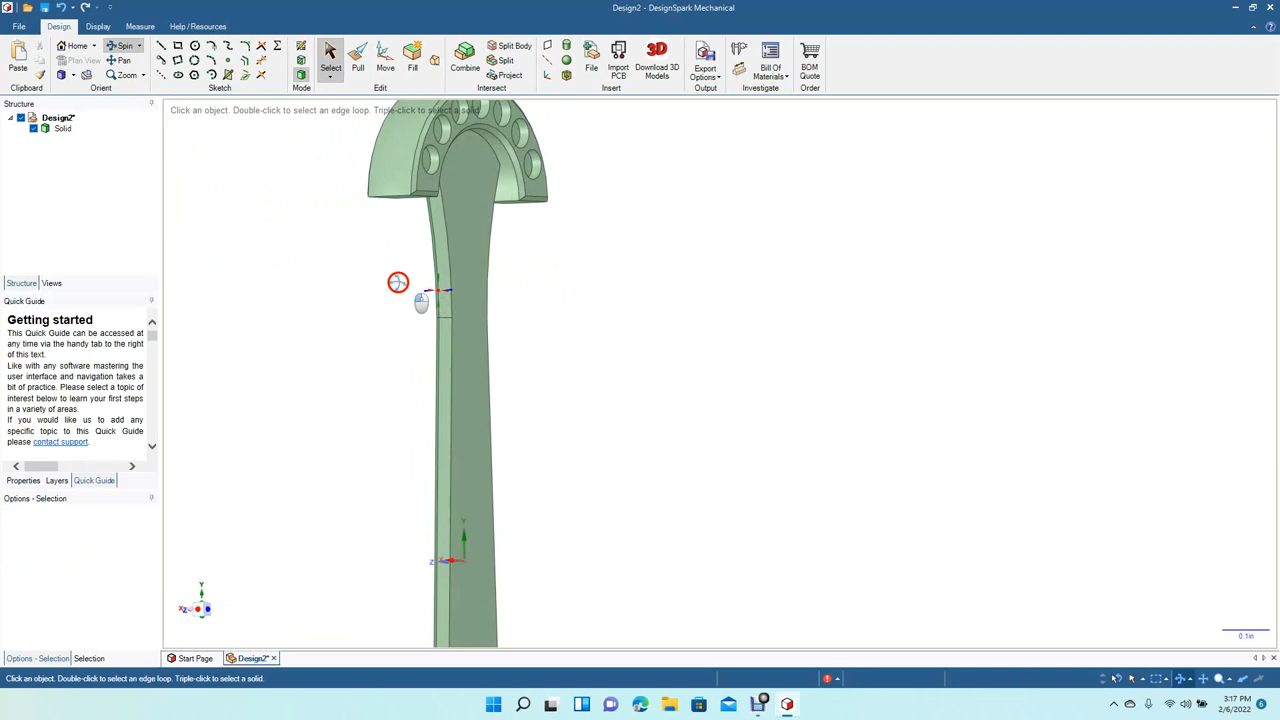 Design2 - DesignSpark Mechanical
File Design Display Measure Help / Resources
Home Spin
Plan View Pan
Zoom
Paste Select Pull Move Fill Combine Split Body
Split
Project
File Import PCB Download 3D Models Export Options Bill Of Materials BOM Quote
3D
Clipboard Orient Sketch Mode Edit Intersect Insert Output Investigate Order
Structure
Click an object. Double-click to select an edge loop. Triple-click to select a solid.
Design2*
Solid
Structure Views
Quick Guide
Getting started
This Quick Guide can be accessed at
any time via the handy tab to the right
of this text.
Like with any software mastering the
user interface and navigation takes a
bit of practice. Please select a topic of
interest below to learn your first steps
in a variety of areas.
If you would like us to add any
specific topic to this Quick Guide
please contact support.
Properties Layers Quick Guide
Options - Selection
Y
Z X
Y
X Z
0.1in
Options - Selection Selection
Start Page Design2*
Click an object. Double-click to select an edge loop. Triple-click to select a solid.
3:17 PM
2/6/2022
6